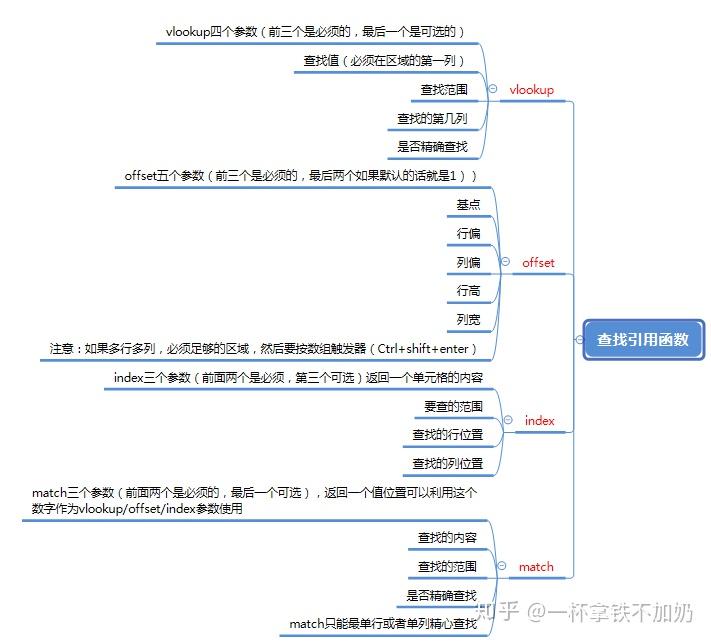 vlookup四个参数（前三个是必须的，最后一个是可选的）
查找值（必须在区域的第一列）
查找范围
vlookup
查找的第几列
是否精确查找
offset五个参数（前三个是必须的，最后两个如果默认的话就是1））
基点
行偏
列偏
offset
行高
列宽
查找引用函数
注意：如果多行多列，必须足够的区域，然后要按数组触发器（Ctrl+shift+enter）
index三个参数（前面两个是必须，第三个可选）返回一个单元格的内容
要查的范围
index
查找的行位置
查找的列位置
match三个参数（前面两个是必须的，最后一个可选），返回一个值位置可以利用这个
数字作为vlookup/offset/index参数使用
查找的内容
查找的范围
match
是否精确查找
match只能最单行或者单列精心查找
知乎 @一杯拿铁不加奶